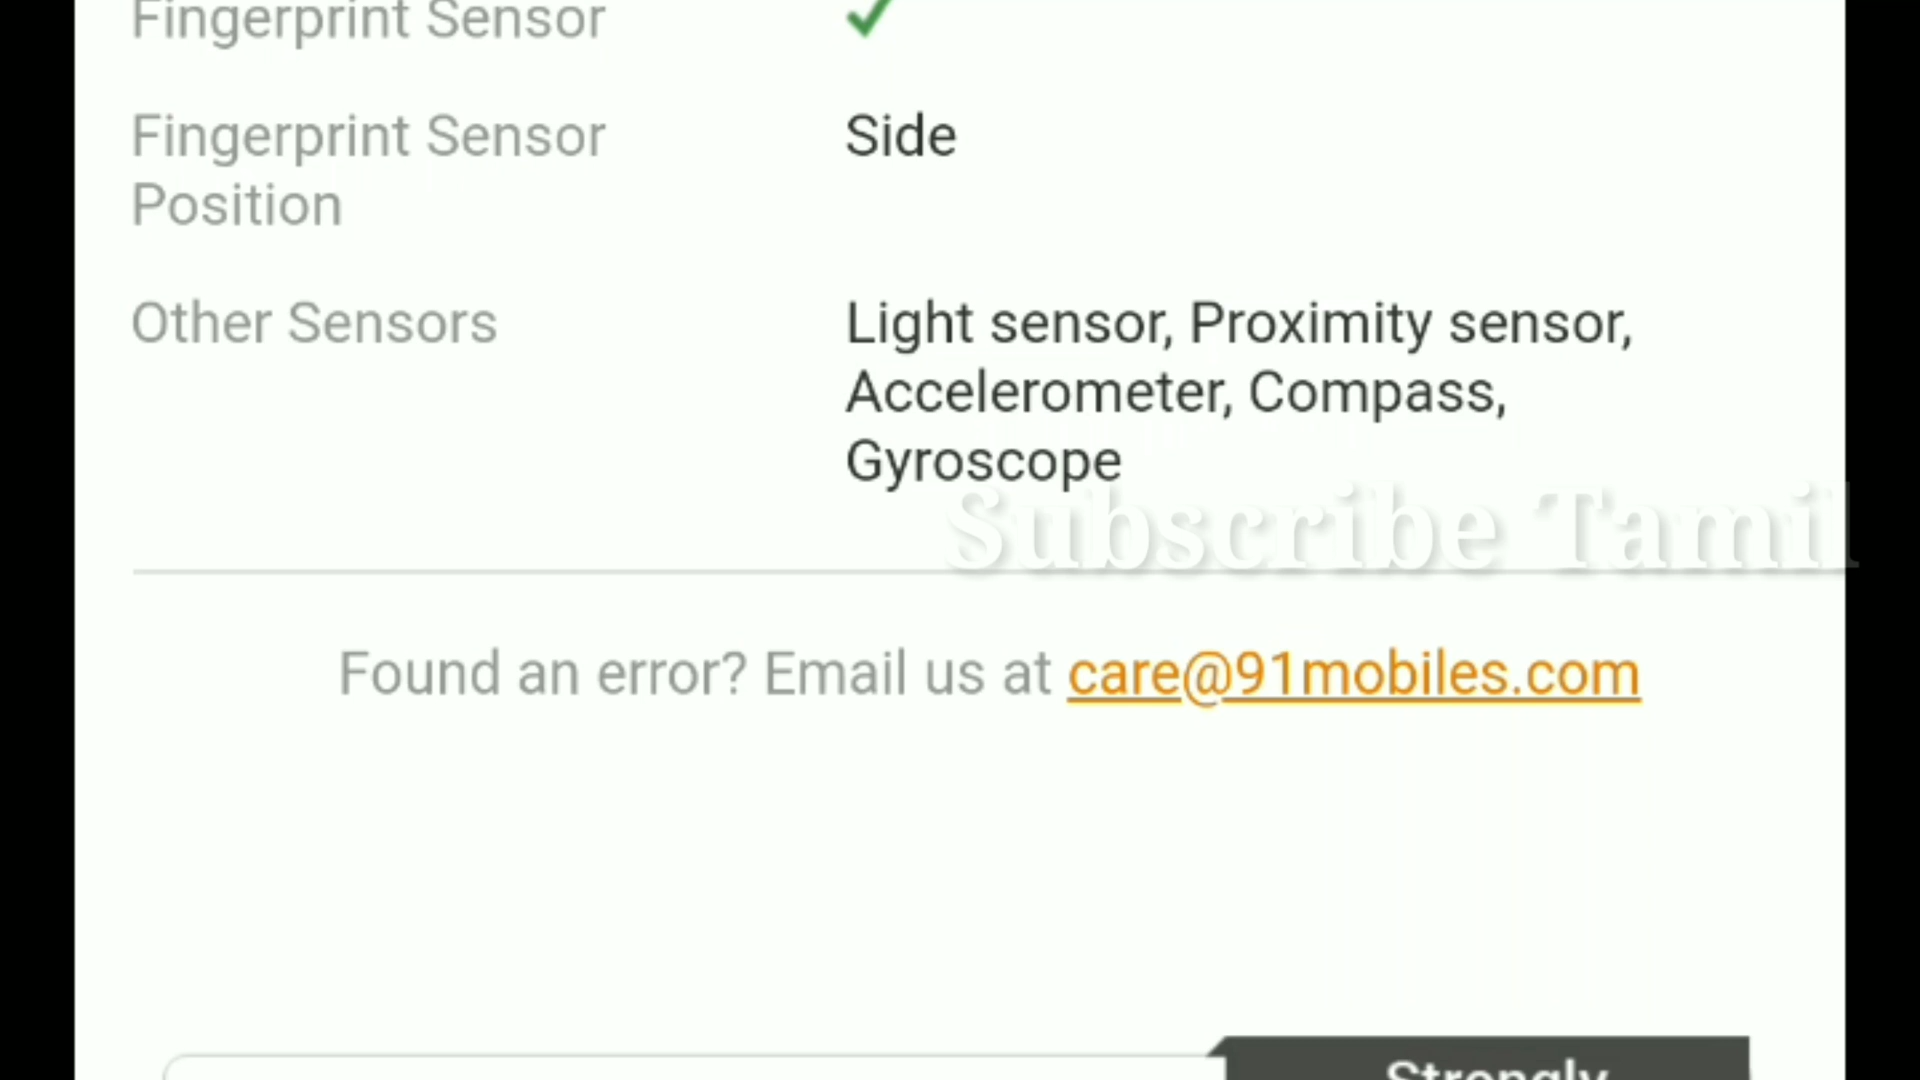 Fingerprint Sensor
Fingerprint Sensor Side
Position
Other Sensors Light sensor, Proximity sensor,
Accelerometer, Compass,
Gyroscope
Subscribe Tamil
Found an error? Email us at care@91mobiles.com
Strongly